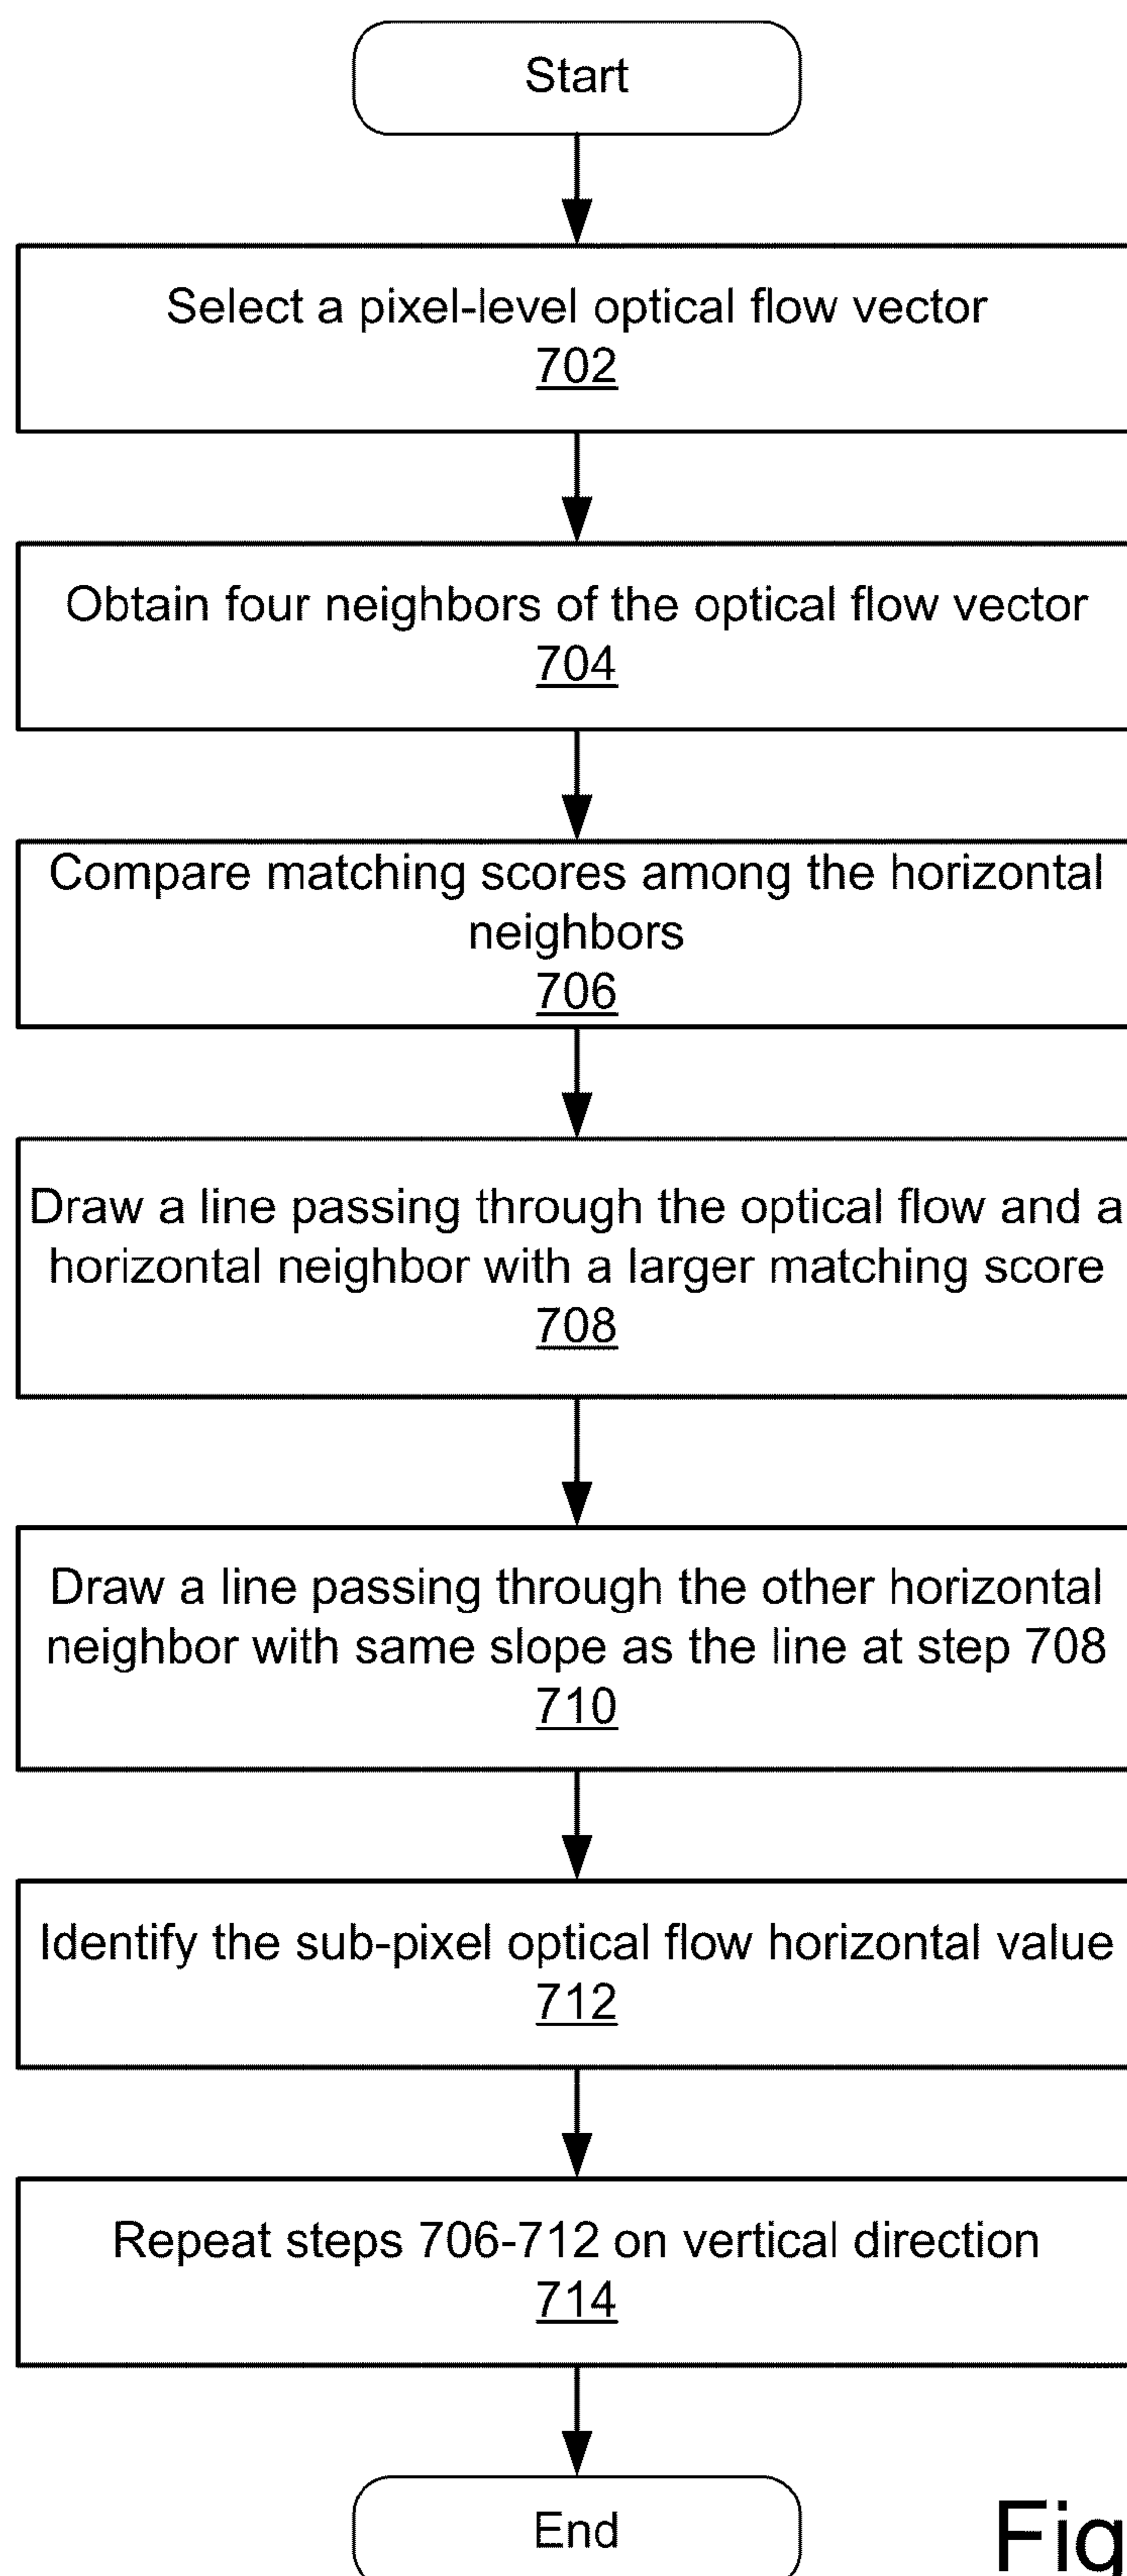 Start
Select a pixel-level optical flow vector
702
Obtain four neighbors of the optical flow vector
704
Compare matching scores among the horizontal
neighbors
706
Draw a line passing through the optical flow and a
horizontal neighbor with a larger matching score
708
Draw a line passing through the other horizontal
neighbor with same slope as the line at step 708
710
Identify the sub-pixel optical flow horizontal value
712
Repeat steps 706-712 on vertical direction
714
End
Fig